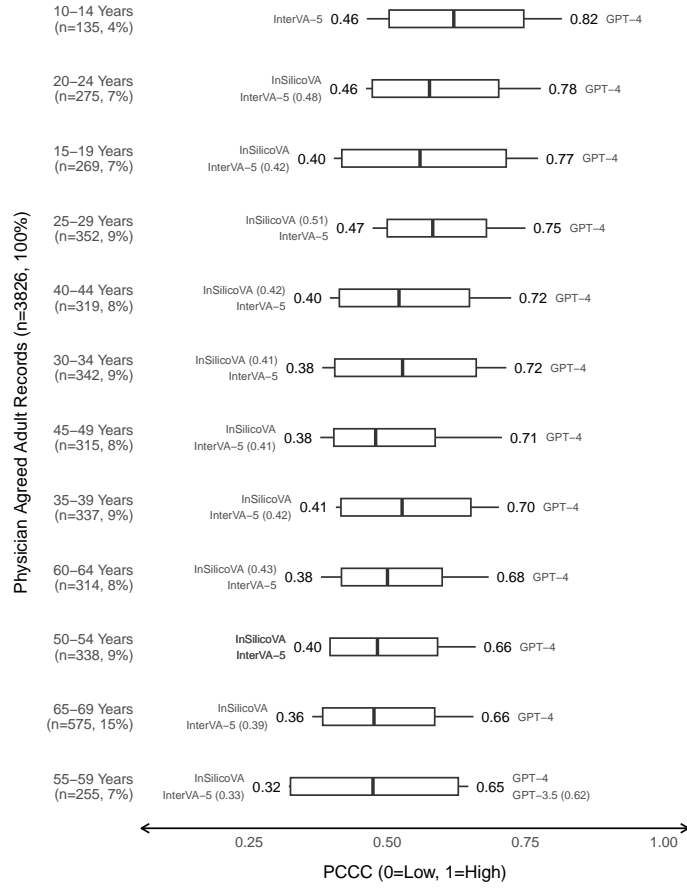 10−14 Years
(n=135, 4%)
InterVA−5 0.46
0.82 GPT−4
20−24 Years
(n=275, 7%)
InSilicoVA
InterVA−5 (0.48)
0.46
0.78 GPT−4
15−19 Years
(n=269, 7%)
InSilicoVA
InterVA−5 (0.42)
0.40
0.77 GPT−4
25−29 Years
(n=352, 9%)
InSilicoVA (0.51)
InterVA−5
0.47
0.75 GPT−4
40−44 Years
(n=319, 8%)
InSilicoVA (0.42)
InterVA−5
0.40
0.72 GPT−4
30−34 Years
(n=342, 9%)
InSilicoVA (0.41)
InterVA−5
0.38
0.72 GPT−4
45−49 Years
(n=315, 8%)
InSilicoVA
InterVA−5 (0.41)
0.38
0.71 GPT−4
35−39 Years
(n=337, 9%)
InSilicoVA
InterVA−5 (0.42)
0.41
0.70 GPT−4
60−64 Years
(n=314, 8%)
InSilicoVA (0.43)
InterVA−5
0.38
0.68 GPT−4
50−54 Years
(n=338, 9%)
InSilicoVA
InterVA−5
0.40
0.66 GPT−4
65−69 Years
(n=575, 15%)
InSilicoVA
InterVA−5 (0.39)
0.36
0.66 GPT−4
55−59 Years
(n=255, 7%)
InSilicoVA
InterVA−5 (0.33)
0.32
0.65
GPT−4
GPT−3.5 (0.62)
Physician Agreed Adult Records (n=3826, 100%)
0.25 0.50 0.75 1.00
PCCC (0=Low, 1=High)